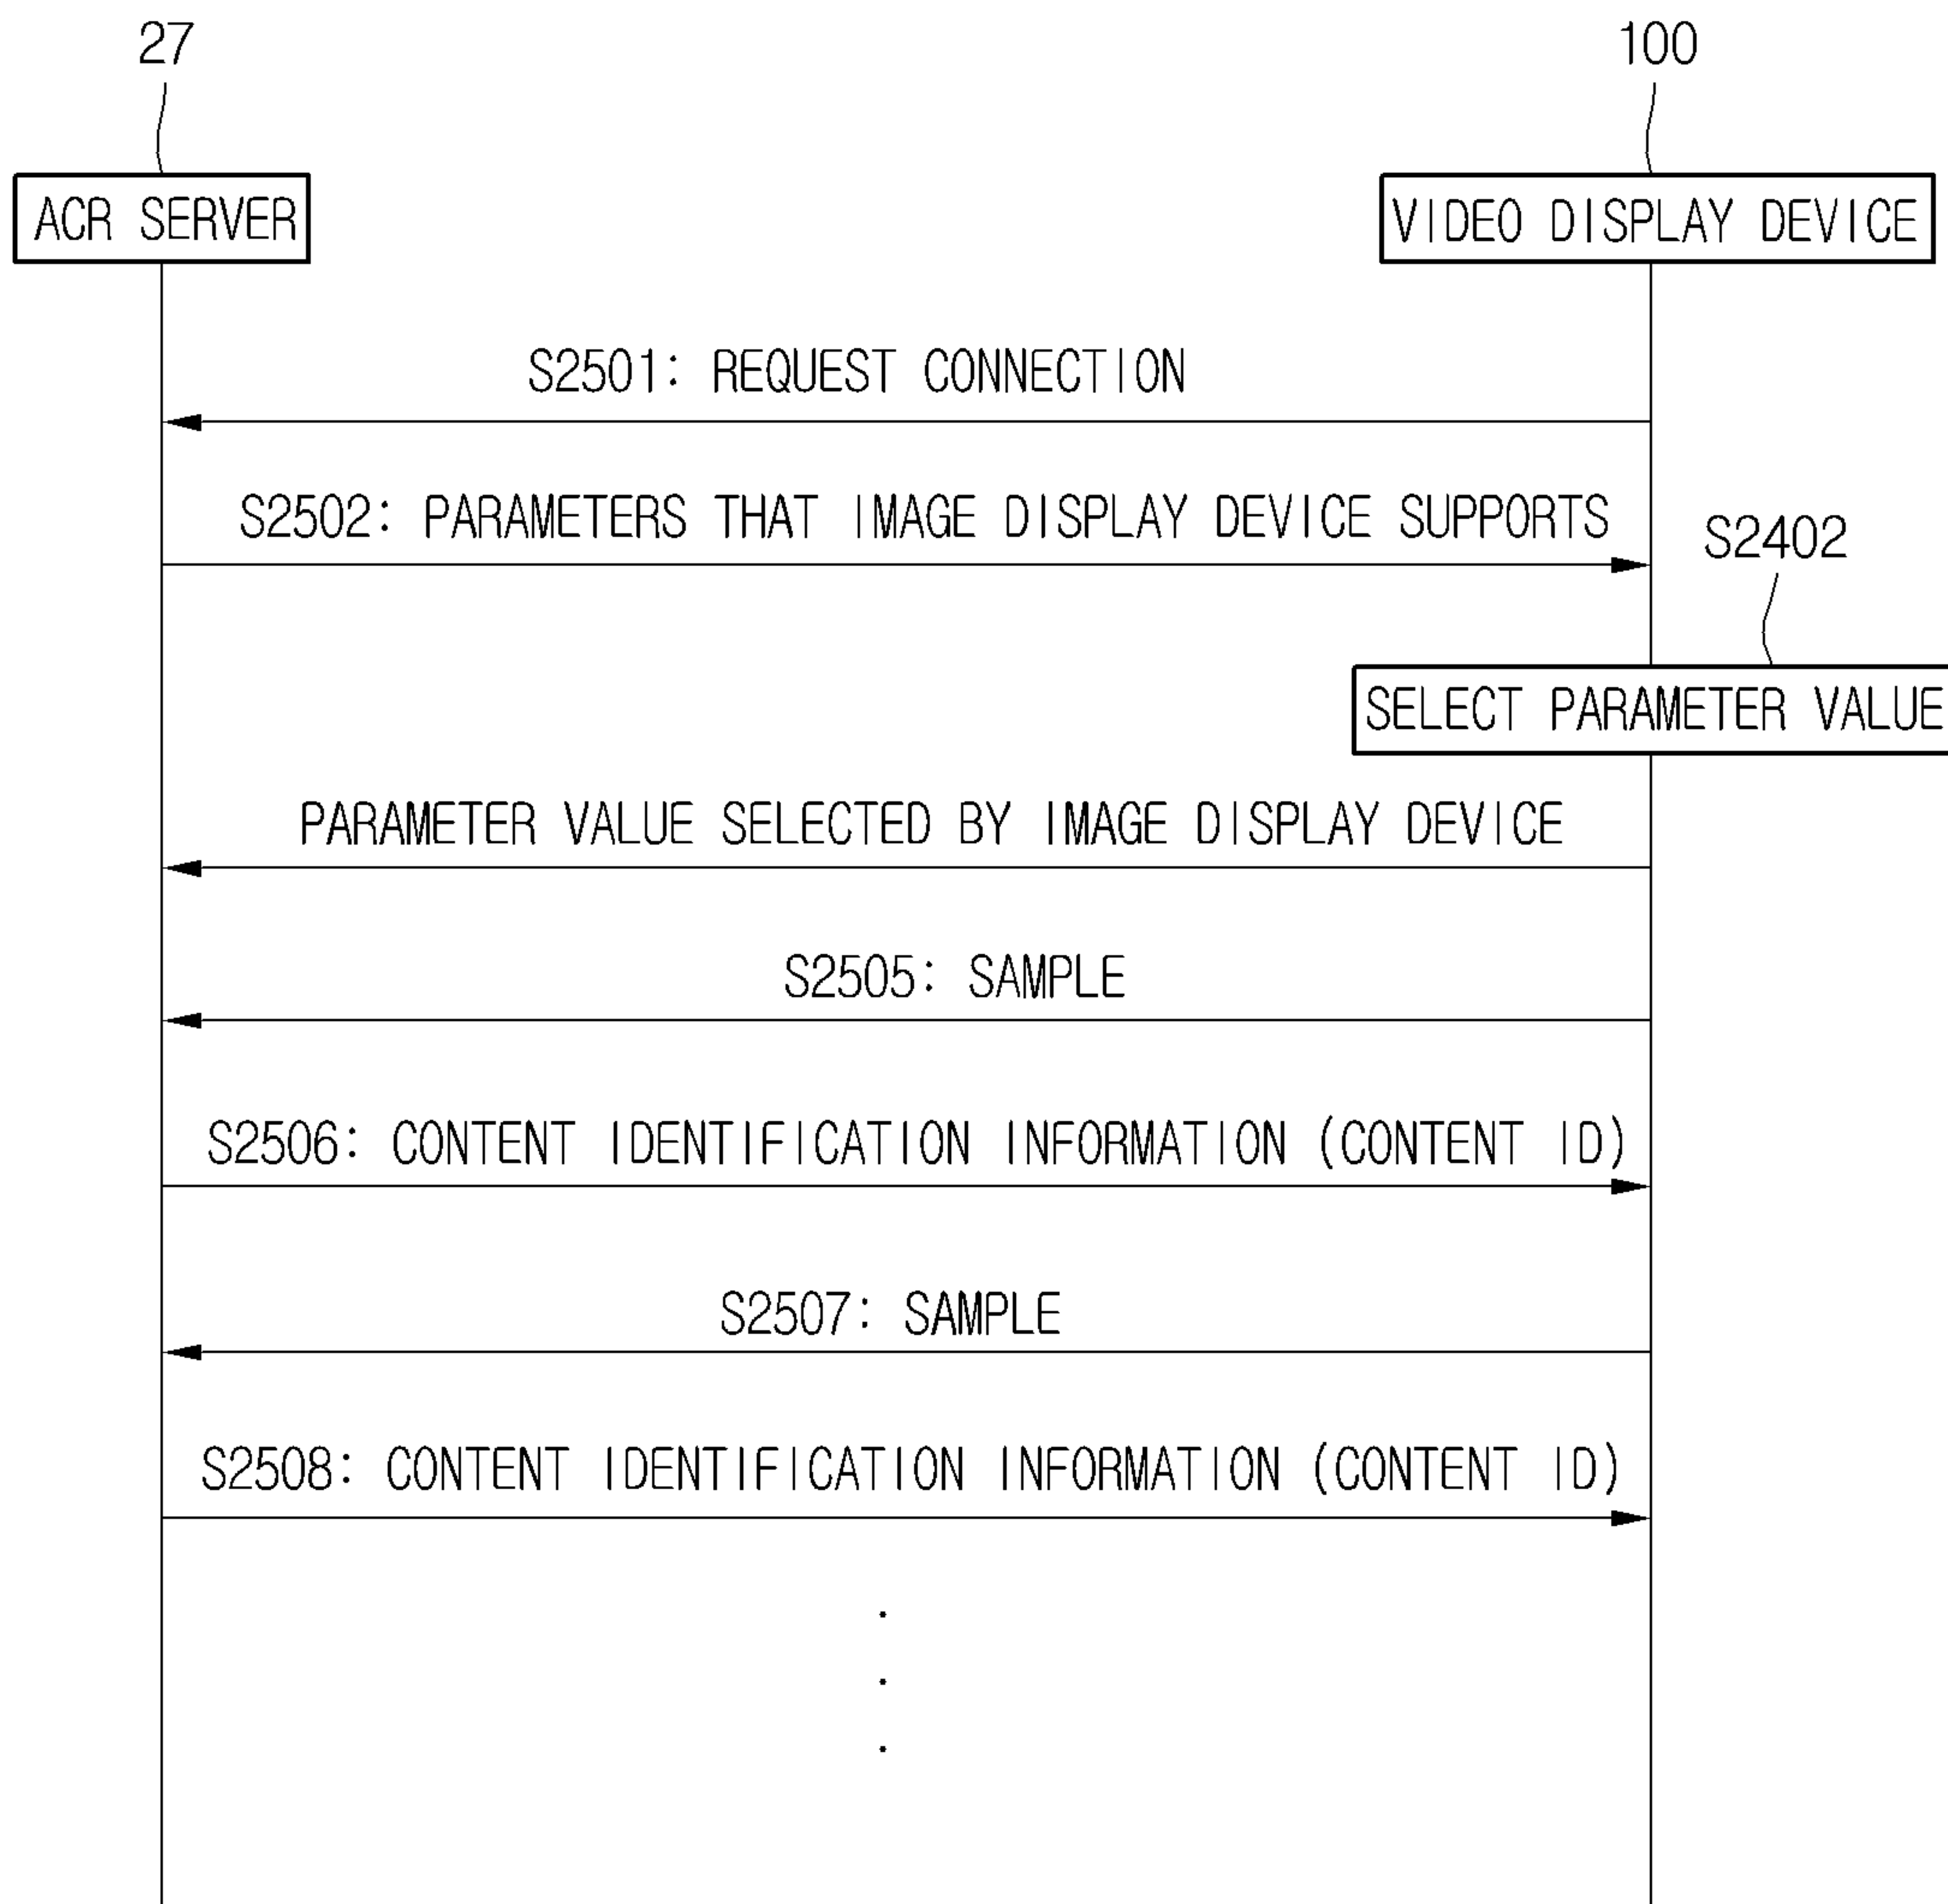 27
100
ACR SERVER
VIDEO DISPLAY DEVICE
S2501: REQUEST CONNECTION
S2502: PARAMETERS THAT IMAGE DISPLAY DEVICE SUPPORTS
S2402
SELECT PARAMETER VALUE
PARAMETER VALUE SELECTED BY IMAGE DISPLAY DEVICE
S2505: SAMPLE
S2506: CONTENT IDENTIFICATION INFORMATION (CONTENT ID)
S2507: SAMPLE
S2508: CONTENT IDENTIFICATION INFORMATION (CONTENT ID)